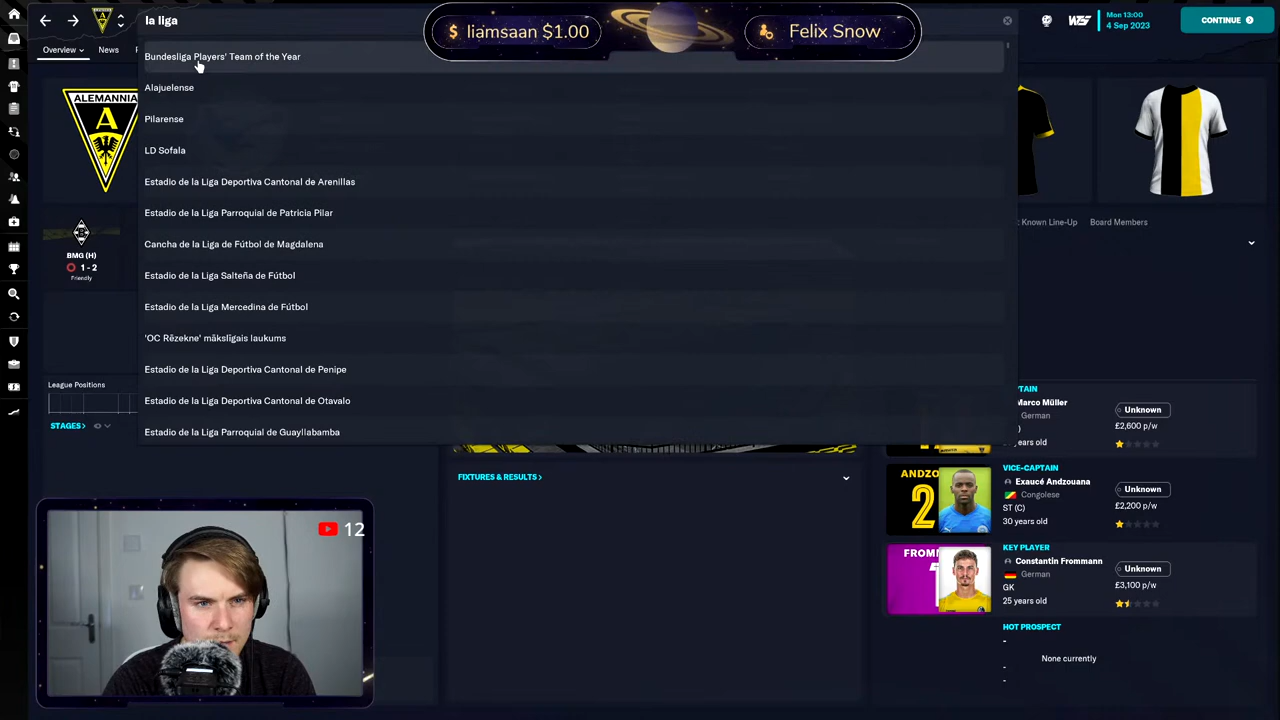 la liga
liamsaan $1.00
Felix Snow
Mon 13:00
4 Sep 2023
CONTINUE
Overview
News
Bundesliga Players' Team of the Year
Alajuelense
Pilarense
LD Sofala
Estadio de la Liga Deportiva Cantonal de Arenillas
Estadio de la Liga Parroquial de Patricia Pilar
Cancha de la Liga de Fútbol de Magdalena
Estadio de la Liga Salteña de Fútbol
Estadio de la Liga Mercedina de Fútbol
'OC Rēzekne' mākslīgais laukums
Estadio de la Liga Deportiva Cantonal de Penipe
Estadio de la Liga Deportiva Cantonal de Otavalo
Estadio de la Liga Parroquial de Guayllabamba
ALEMANNIA
A
BMG (H)
1 - 2
Friendly
Known Line-Up
Board Members
League Positions
STAGES >
FIXTURES & RESULTS >
PTAIN
Marco Müller
German
Unknown
£2,600 p/w
years old
ANDZO
2
VICE-CAPTAIN
Exaucé Andzouana
Congolese
ST (C)
30 years old
Unknown
£2,200 p/w
FROMM
KEY PLAYER
Constantin Frommann
German
GK
25 years old
Unknown
£3,100 p/w
HOT PROSPECT
-
None currently
-
-
12